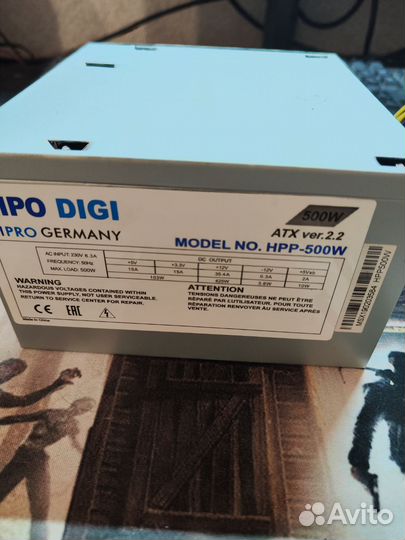 IPO DIGI
IPRO GERMANY
500W
ATX ver.2.2
MODEL NO. HPP-500W
AC INPUT: 230V 6.3A
FREQUENCY: 50Hz
MAX. LOAD: 500W
DC OUTPUT
+5V +3.3V +12V -12V +5Vsb
15A 15A 35.4A 0.3A 2A
103W 420W 3.6W 10W
WARNING
HAZARDOUS VOLTAGES CONTAINED WITHIN
THIS POWER SUPPLY, NOT USER SERVICEABLE.
RETURN TO SERVICE CENTER FOR REPAIR.
ATTENTION
TENSIONS DANGEREUSES NE PEUT ÊTRE
RÉPARÉ PAR L'UTILISATEUR. POUR TOUTE
RÉPARATION RENVOYER AU SERVICE APRÈS-VENTE.
CE EAC
Made in China
HPP500W
Avito